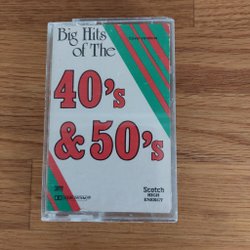 Big Hits
of The
40's
& 50's
Scotch